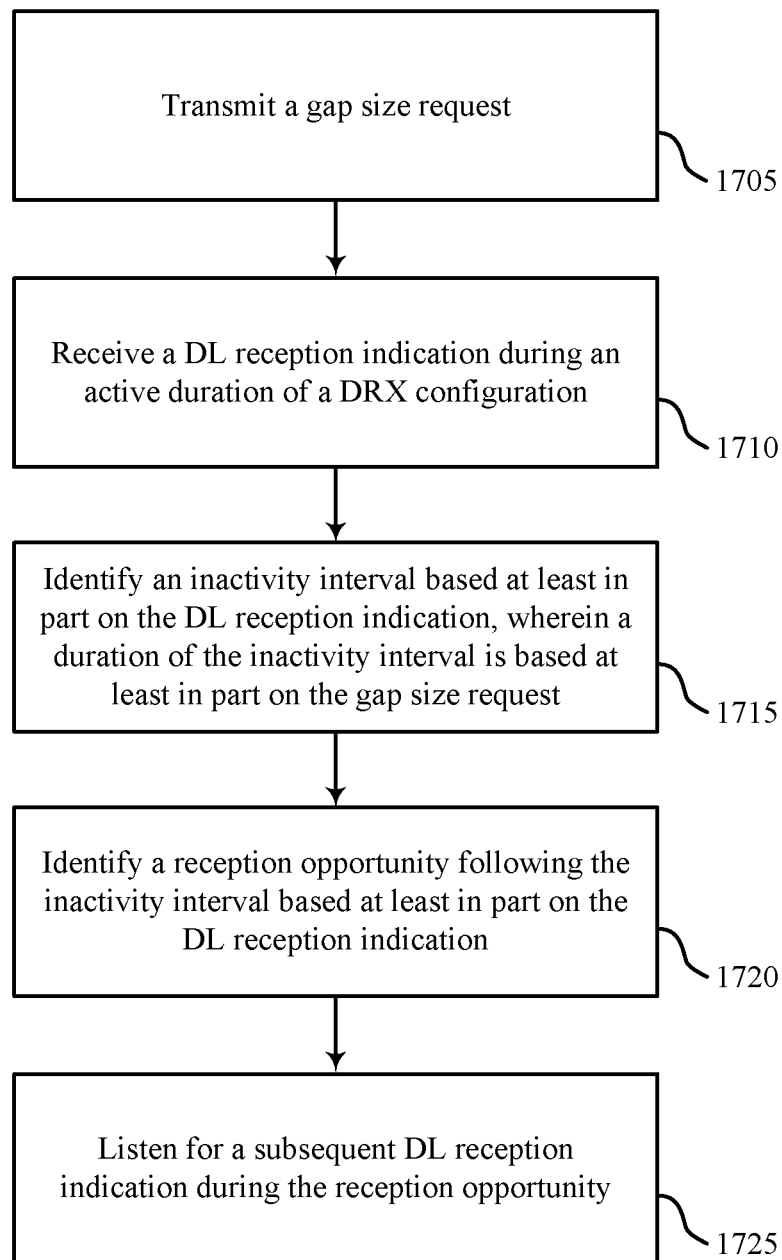 Transmit a gap size request
1705
Receive a DL reception indication during an
active duration of a DRX configuration
1710
Identify an inactivity interval based at least in
part on the DL reception indication, wherein a
duration of the inactivity interval is based at
least in part on the gap size request
1715
Identify a reception opportunity following the
inactivity interval based at least in part on the
DL reception indication
1720
Listen for a subsequent DL reception
indication during the reception opportunity
1725